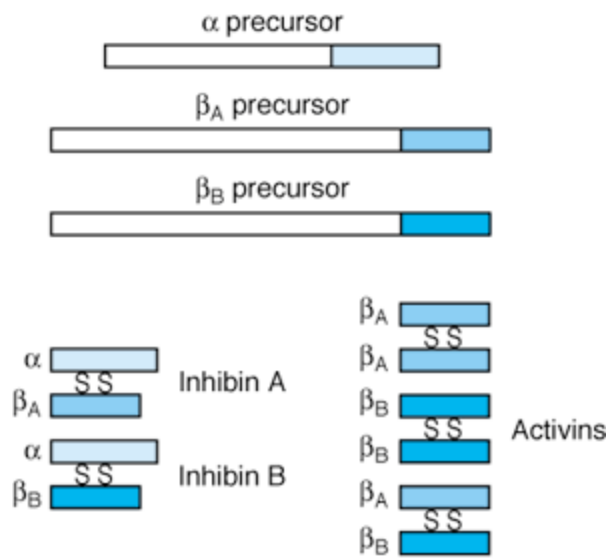 α precursor
βA precursor
βB precursor
α
S S
βA
Inhibin A
α
S S
βB
Inhibin B
βA
S S
βA
βB
S S
βB
βA
S S
βB
Activins